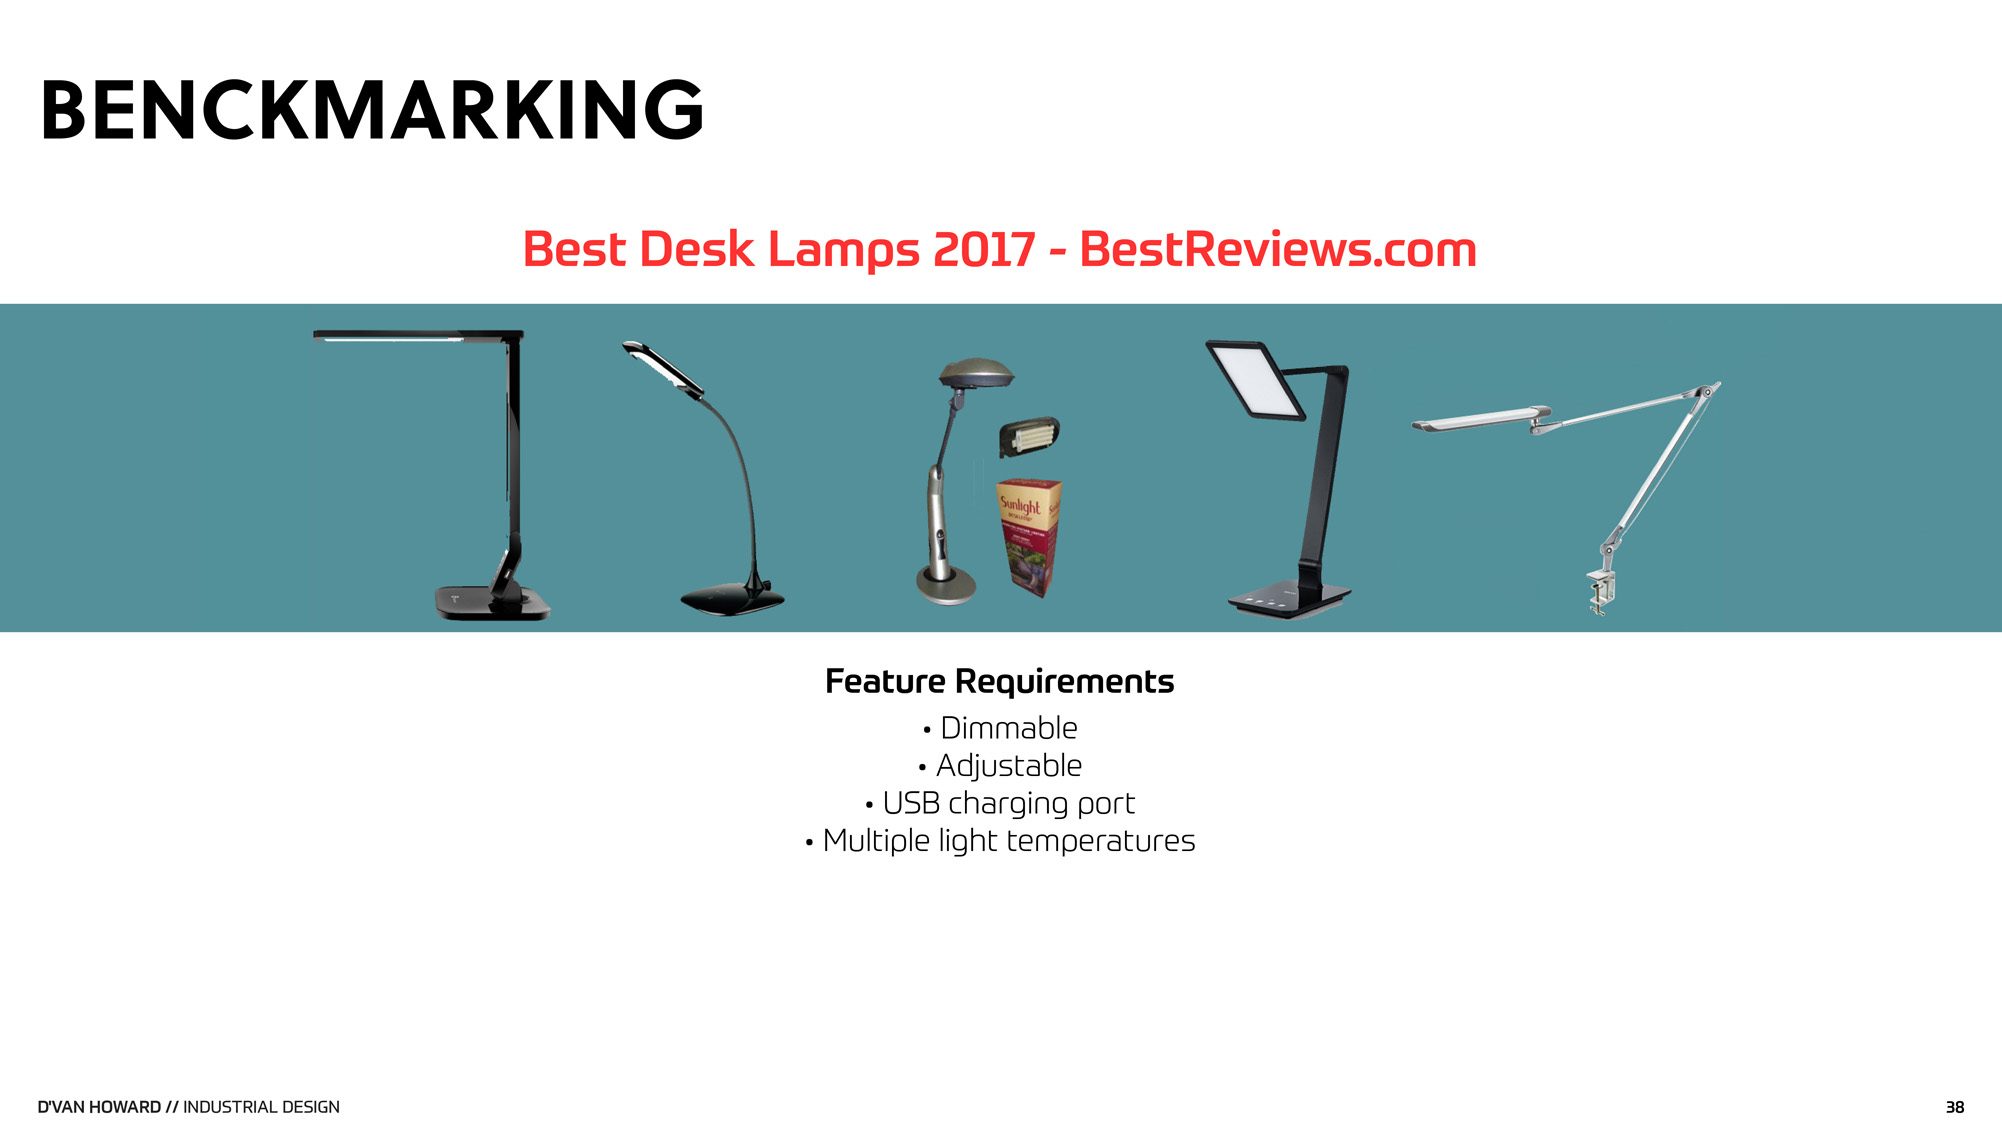 BENCKMARKING
Best Desk Lamps 2017 - BestReviews.com
Sunlight
Feature Requirements
• Dimmable
• Adjustable
• USB charging port
• Multiple light temperatures
D'VAN HOWARD // INDUSTRIAL DESIGN
38